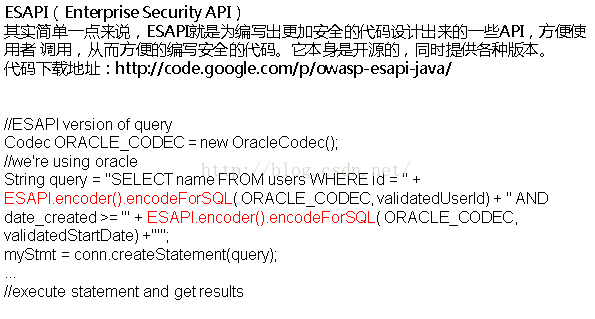 ESAPI（Enterprise Security API）
其实简单一点来说，ESAPI就是为编写出更加安全的代码设计出来的一些API，方便使
用者 调用，从而方便的编写安全的代码。它本身是开源的，同时提供各种版本。
代码下载地址：http://code.google.com/p/owasp-esapi-java/
//ESAPI version of query
Codec ORACLE_CODEC = new OracleCodec();
//we're using oracle
http://blog.csdn.net/
String query = "SELECT name FROM users WHERE id = " +
ESAPI.encoder().encodeForSQL( ORACLE_CODEC, validatedUserId) + " AND
date_created >= '" + ESAPI.encoder().encodeForSQL( ORACLE_CODEC,
validatedStartDate) +"'";
myStmt = conn.createStatement(query);
...
//execute statement and get results